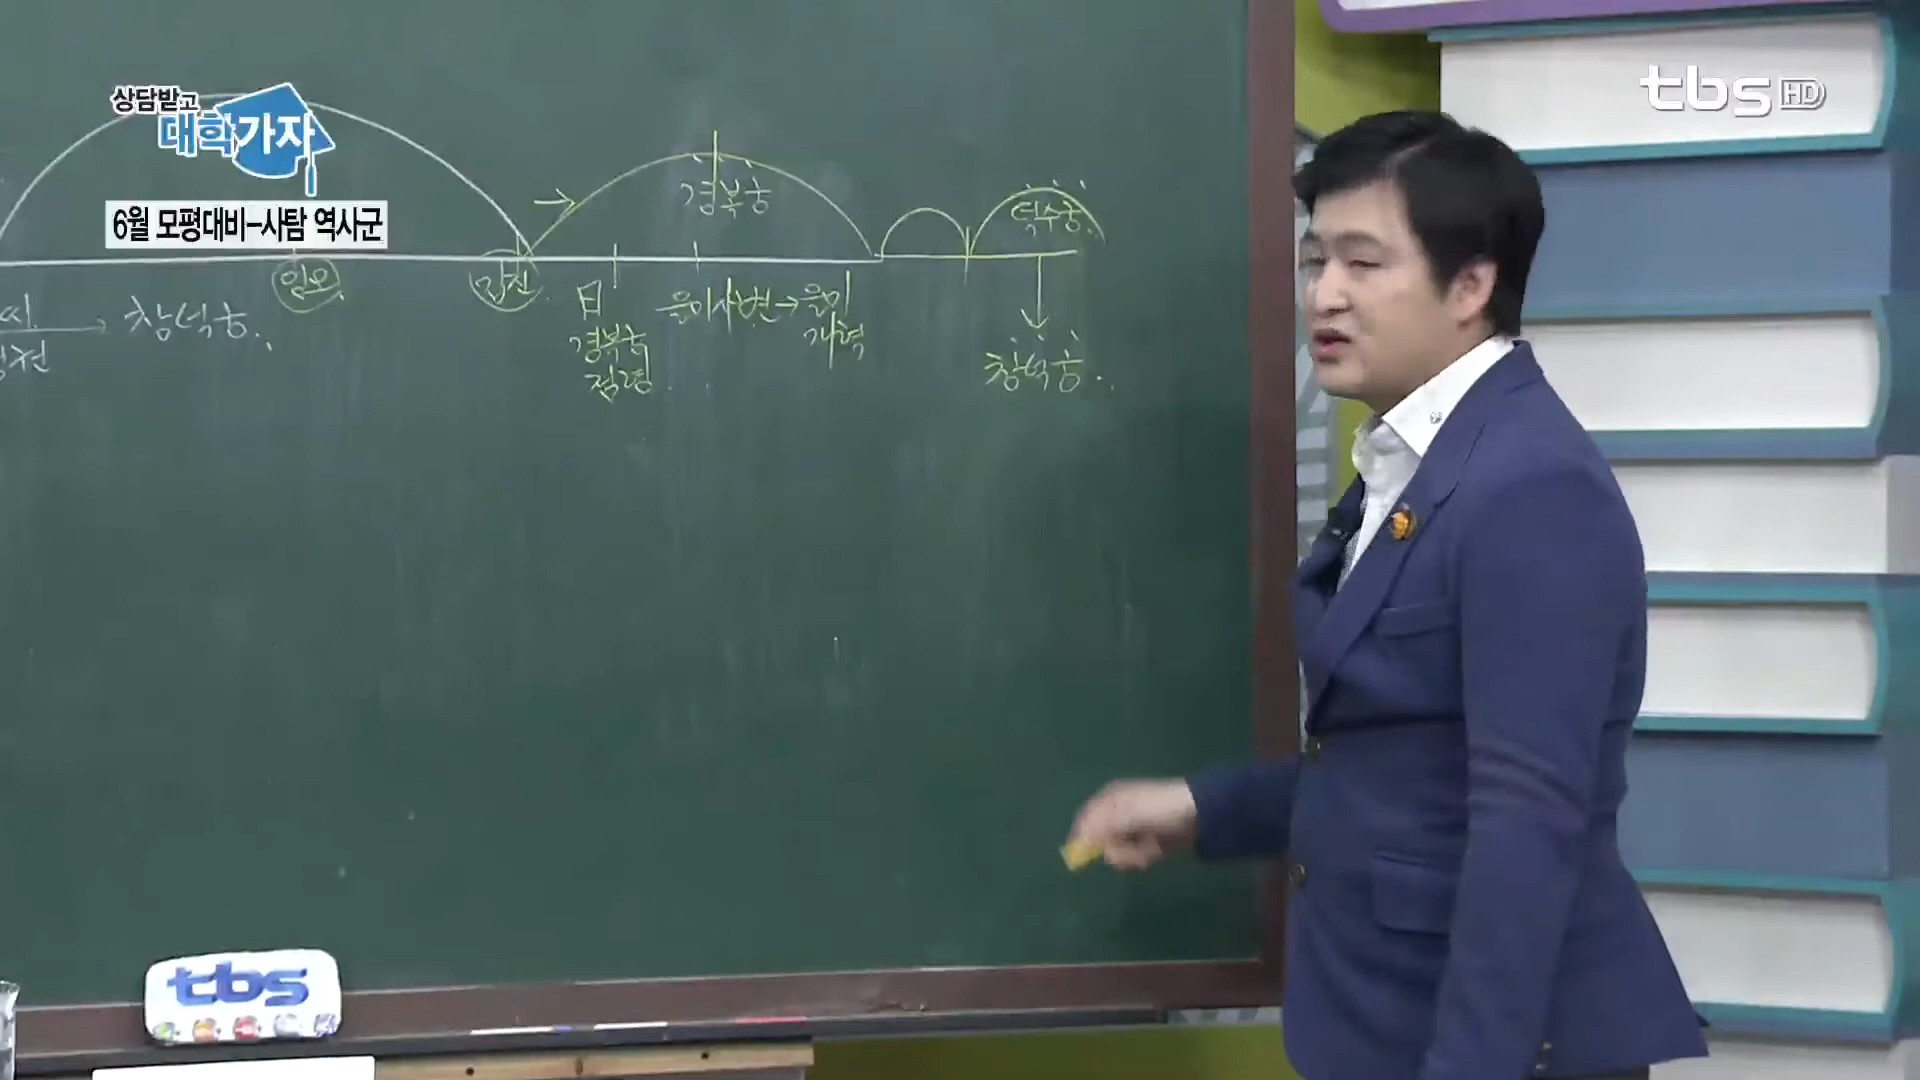 상담받고
대학가자
6월 모평대비-사탐 역사군
tbs HD
경복궁
덕수궁
임오
갑신
창덕궁
日
경복궁
점령
을미사변→을미
개혁
창덕궁
tbs